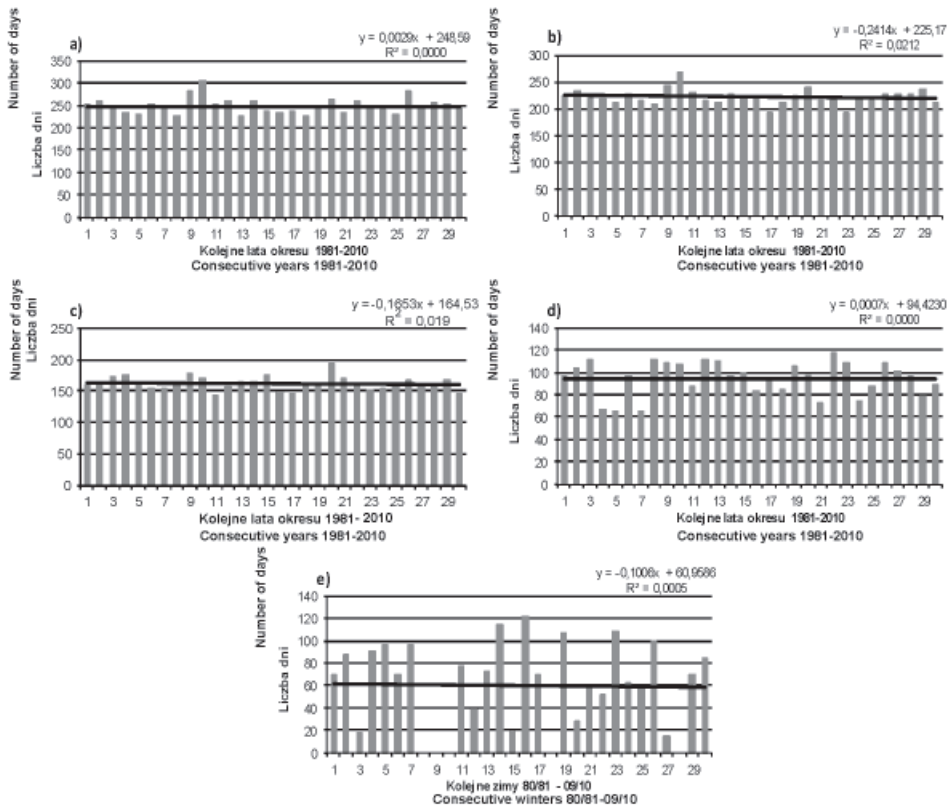 a)
y = 0,0029x + 248,59
R² = 0,0000
Number of days
Liczba dni
350
300
250
200
150
100
50
0
1 3 5 7 9 11 13 15 17 19 21 23 25 27 29
Kolejne lata okresu 1981-2010
Consecutive years 1981-2010
b)
y = -0,2414x + 225,17
R² = 0,0212
Number of days
Liczba dni
300
250
200
150
100
50
0
1 3 5 7 9 11 13 15 17 19 21 23 25 27 29
Kolejne lata okresu 1981-2010
Consecutive years 1981-2010
c)
y = -0,1653x + 164,53
R² = 0,019
Number of days
Liczba dni
250
200
150
100
50
0
1 3 5 7 9 11 13 15 17 19 21 23 25 27 29
Kolejne lata okresu 1981- 2010
Consecutive years 1981-2010
d)
y = 0,0007x + 94,4230
R² = 0,0000
Number of days
Liczba dni
140
120
100
80
60
40
20
0
1 3 5 7 9 11 13 15 17 19 21 23 25 27 29
Kolejne lata okresu 1981-2010
Consecutive years 1981-2010
e)
y = -0,1006x + 60,9586
R² = 0,0005
Number of days
Liczba dni
140
120
100
80
60
40
20
0
1 3 5 7 9 11 13 15 17 19 21 23 25 27 29
Kolejne zimy 80/81 - 09/10
Consecutive winters 80/81-09/10